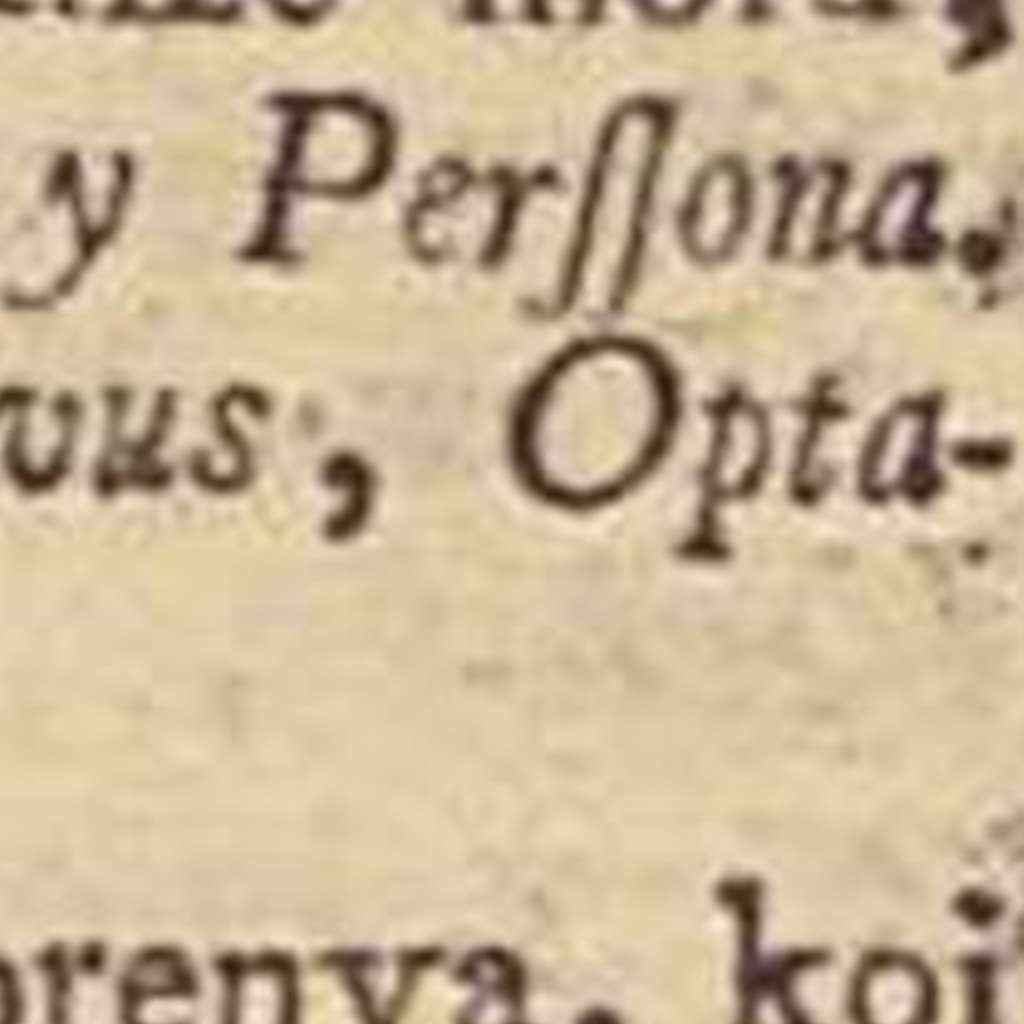 y Perſſona.
vus, Opta-
orenya, koi